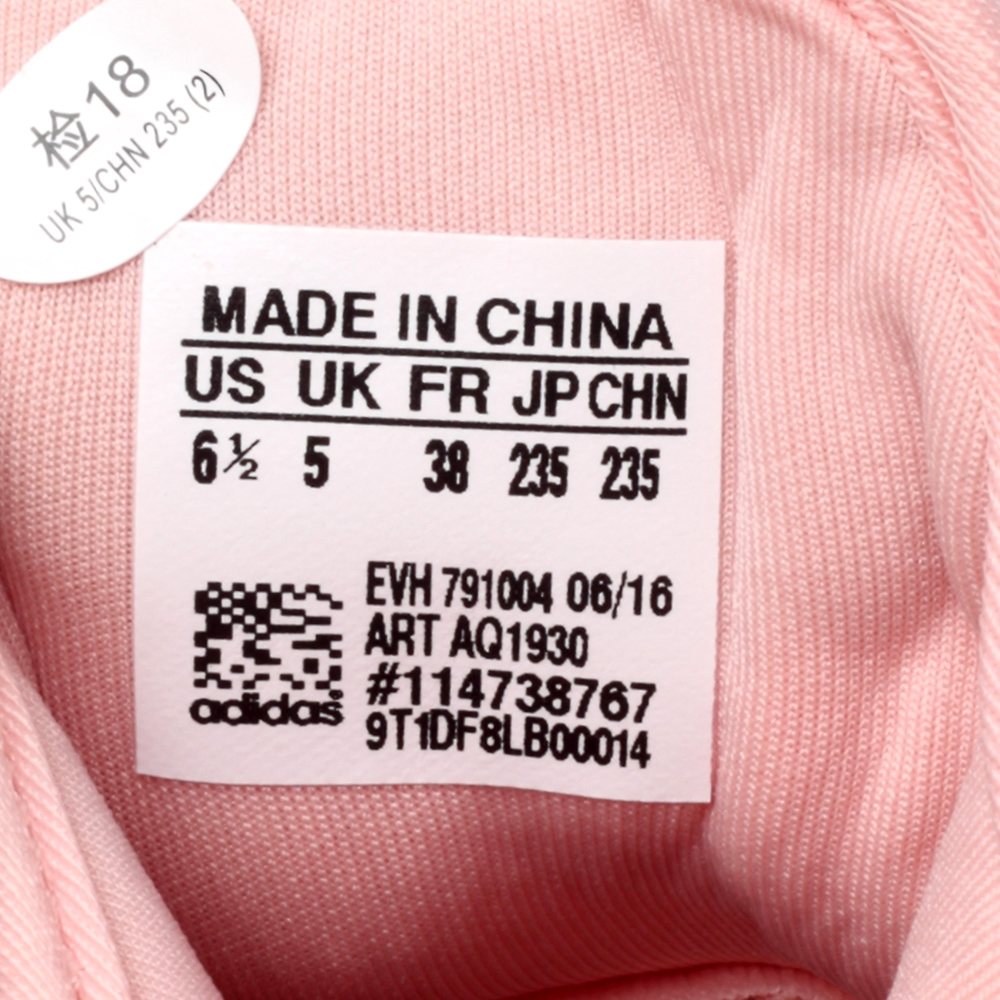 检18
UK 5/CHN 235 (2)
MADE IN CHINA
US UK FR JP CHN
6½ 5 38 235 235
EVH 791004 06/16
ART AQ1930
#114738767
9T1DF8LB00014
adidas